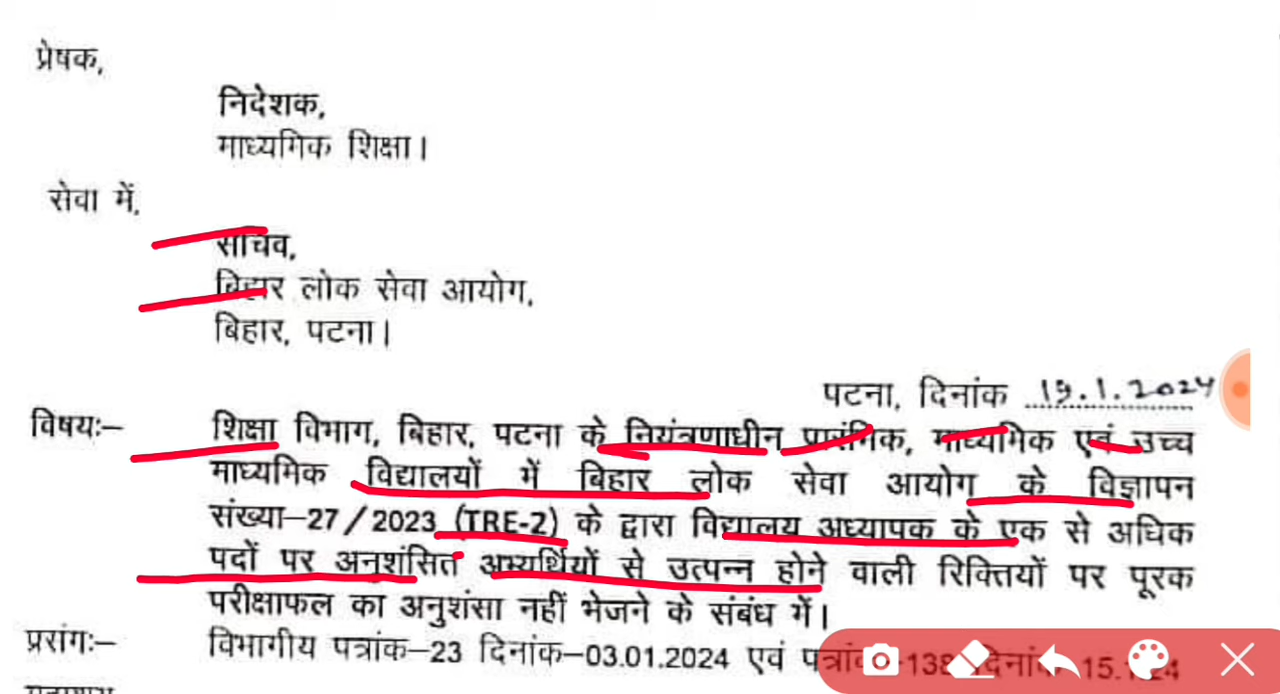 प्रेषक,
निदेशक,
माध्यमिक शिक्षा।
सेवा में,
सचिव,
बिहार लोक सेवा आयोग,
बिहार, पटना।
पटना, दिनांक 19.1.2024
विषयः– शिक्षा विभाग, बिहार, पटना के नियंत्रणाधीन प्रारंभिक, माध्यमिक एवं उच्च
माध्यमिक विद्यालयों में बिहार लोक सेवा आयोग के विज्ञापन
संख्या–27/2023 (TRE-2) के द्वारा विद्यालय अध्यापक के एक से अधिक
पदों पर अनुशंसित अभ्यर्थियों से उत्पन्न होने वाली रिक्तियों पर पूरक
परीक्षाफल का अनुशंसा नहीं भेजने के संबंध में।
प्रसंगः– विभागीय पत्रांक–23 दिनांक–03.01.2024 एवं पत्रांक–138 दिनांक